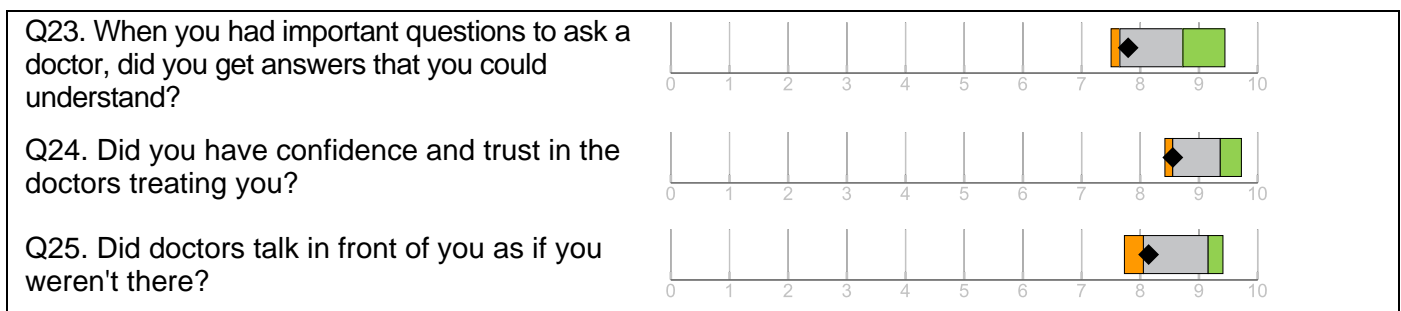 Q23. When you had important questions to ask a
doctor, did you get answers that you could
understand?
0 1 2 3 4 5 6 7 8 9 10
Q24. Did you have confidence and trust in the
doctors treating you?
0 1 2 3 4 5 6 7 8 9 10
Q25. Did doctors talk in front of you as if you
weren't there?
0 1 2 3 4 5 6 7 8 9 10